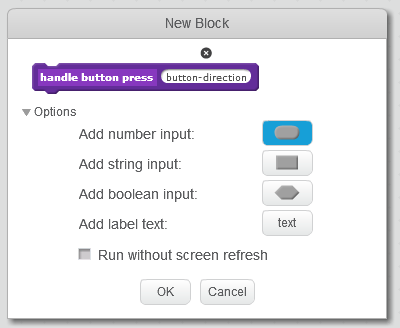 New Block
handle button press button-direction
Options
Add number input:
Add string input:
Add boolean input:
Add label text: text
Run without screen refresh
OK Cancel